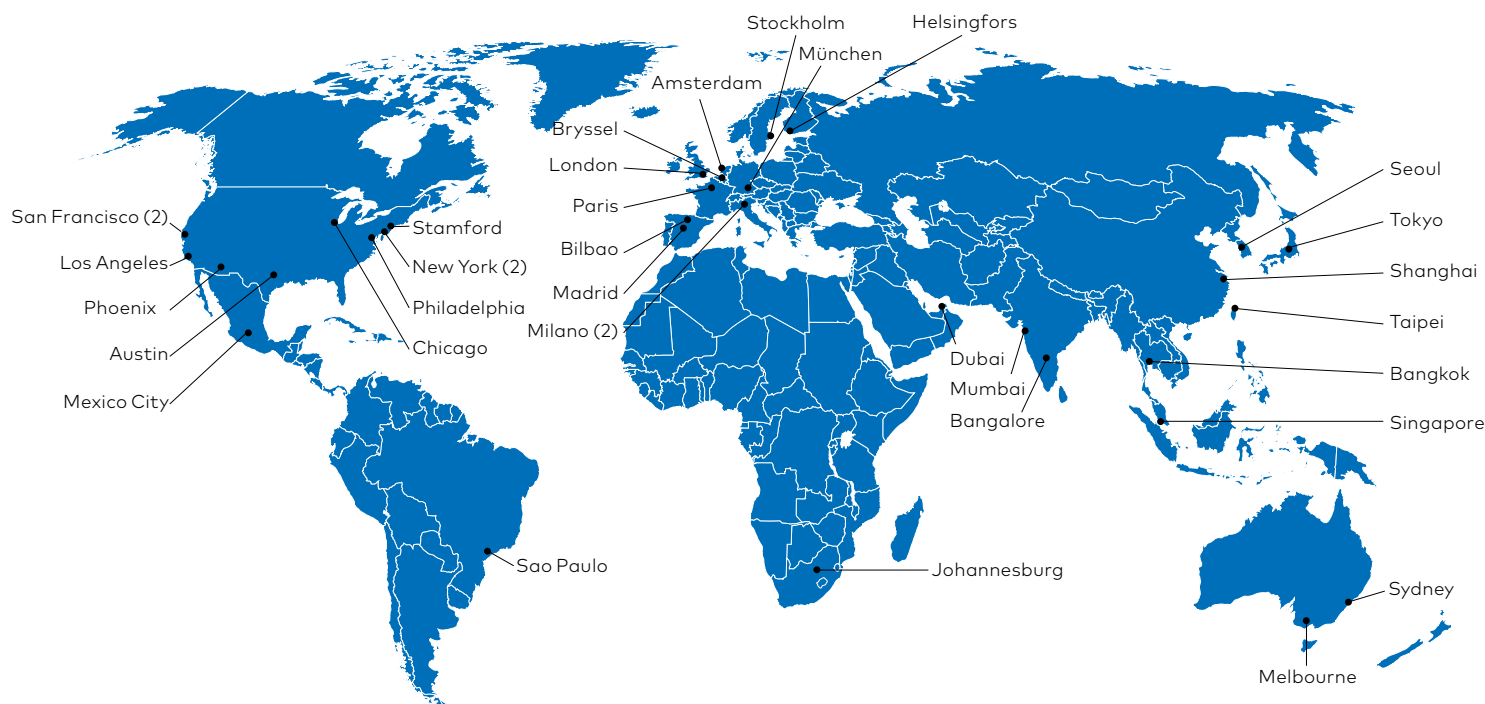 Stockholm
Helsingfors
München
Amsterdam
Bryssel
London
Paris
Bilbao
Madrid
Milano (2)
San Francisco (2)
Los Angeles
Phoenix
Austin
Mexico City
Stamford
New York (2)
Philadelphia
Chicago
Sao Paulo
Dubai
Mumbai
Bangalore
Johannesburg
Seoul
Tokyo
Shanghai
Taipei
Bangkok
Singapore
Sydney
Melbourne